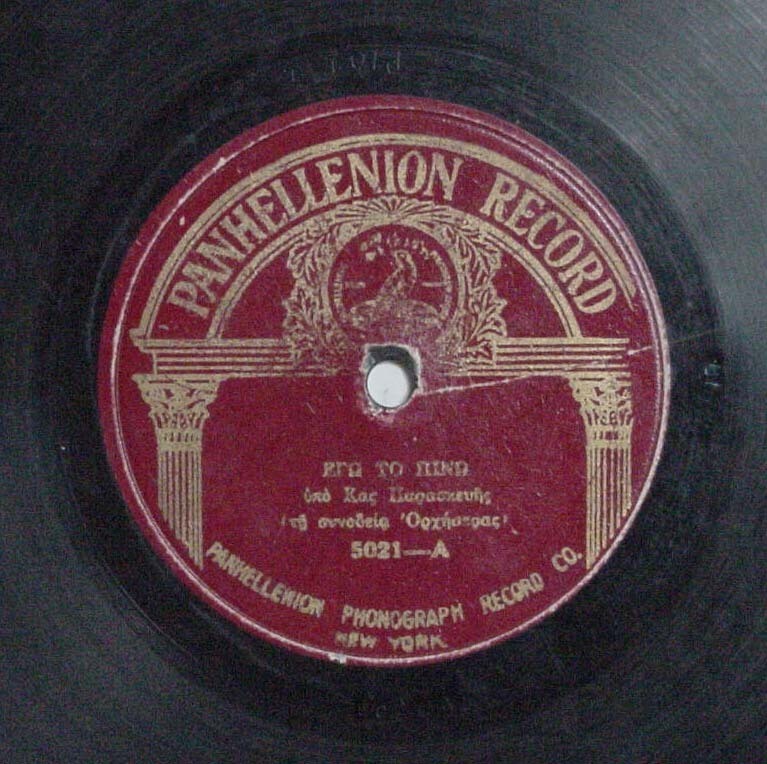 PANHELLENION RECORD
ΕΓΩ ΤΟ ΠΙΝΩ
ὑπὸ Κας Παρασκευῆς
(τῇ συνοδείᾳ Ὀρχήστρας)
5021—A
PANHELLENION PHONOGRAPH RECORD CO.
NEW YORK